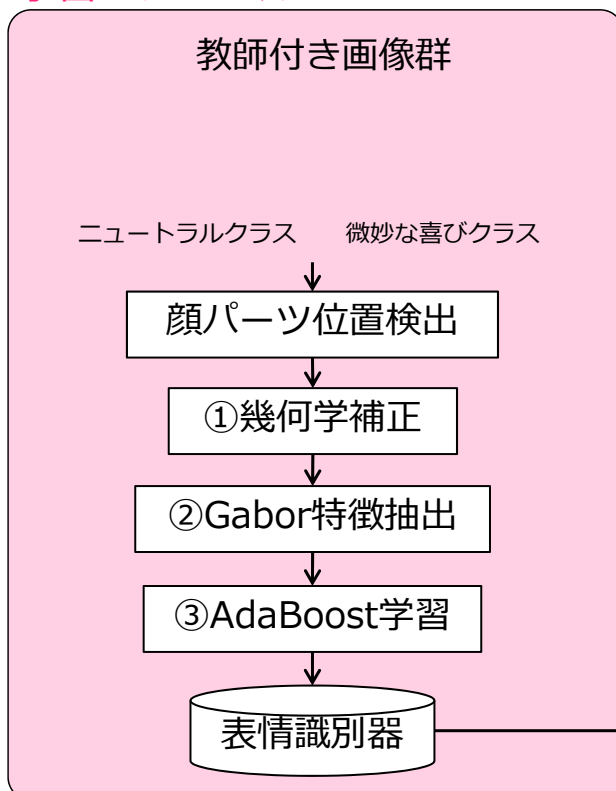 教師付き画像群
ニュートラルクラス　微妙な喜びクラス
顔パーツ位置検出
①幾何学補正
②Gabor特徴抽出
③AdaBoost学習
表情識別器